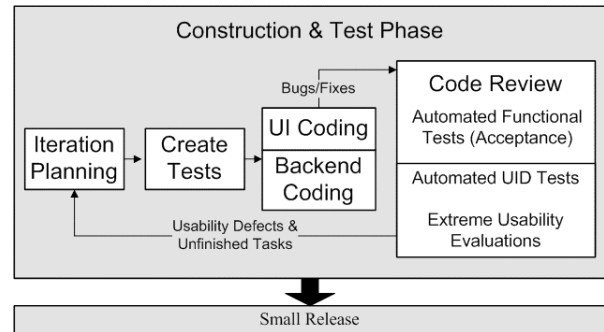 Construction & Test Phase
Bugs/Fixes
Code Review
Automated Functional
Tests (Acceptance)
UI Coding
Iteration
Planning
Create
Tests
Backend
Coding
Automated UID Tests
Extreme Usability
Evaluations
Usability Defects &
Unfinished Tasks
Small Release